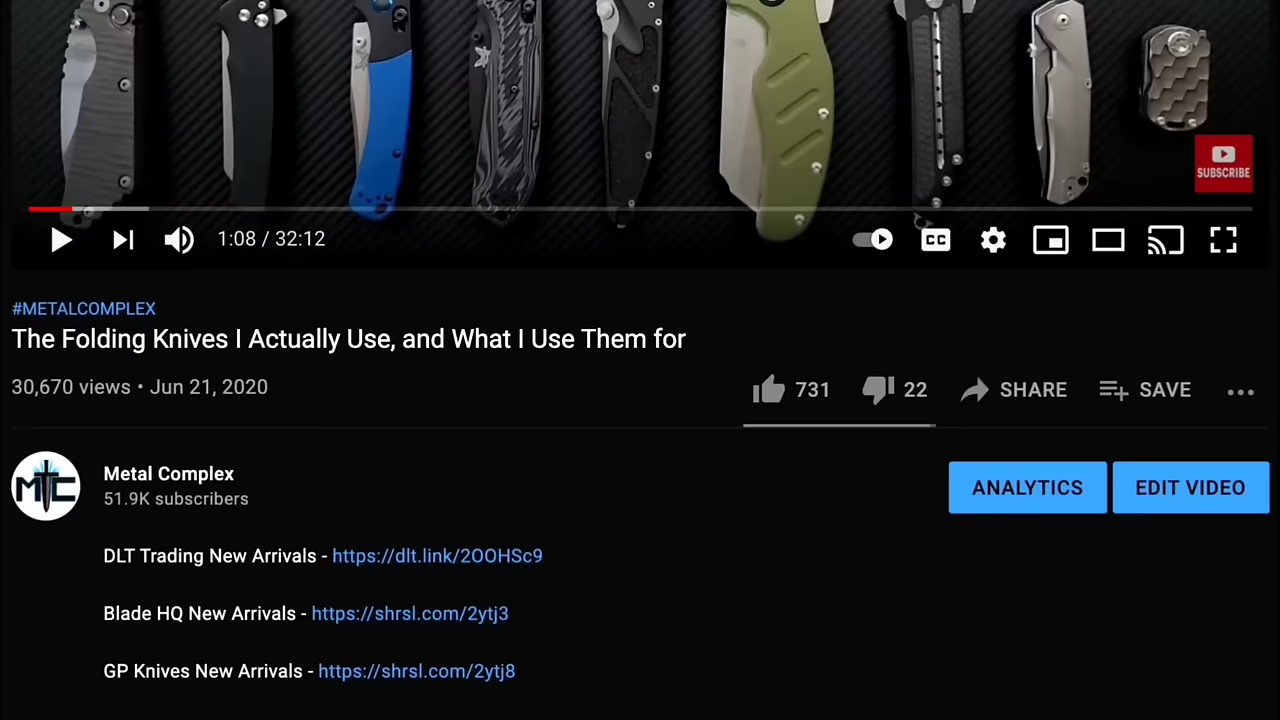 SUBSCRIBE
1:08 / 32:12
CC
#METALCOMPLEX
The Folding Knives I Actually Use, and What I Use Them for
30,670 views • Jun 21, 2020
731 22 SHARE SAVE
MTC
Metal Complex
51.9K subscribers
ANALYTICS EDIT VIDEO
DLT Trading New Arrivals - https://dlt.link/2OOHSc9
Blade HQ New Arrivals - https://shrsl.com/2ytj3
GP Knives New Arrivals - https://shrsl.com/2ytj8